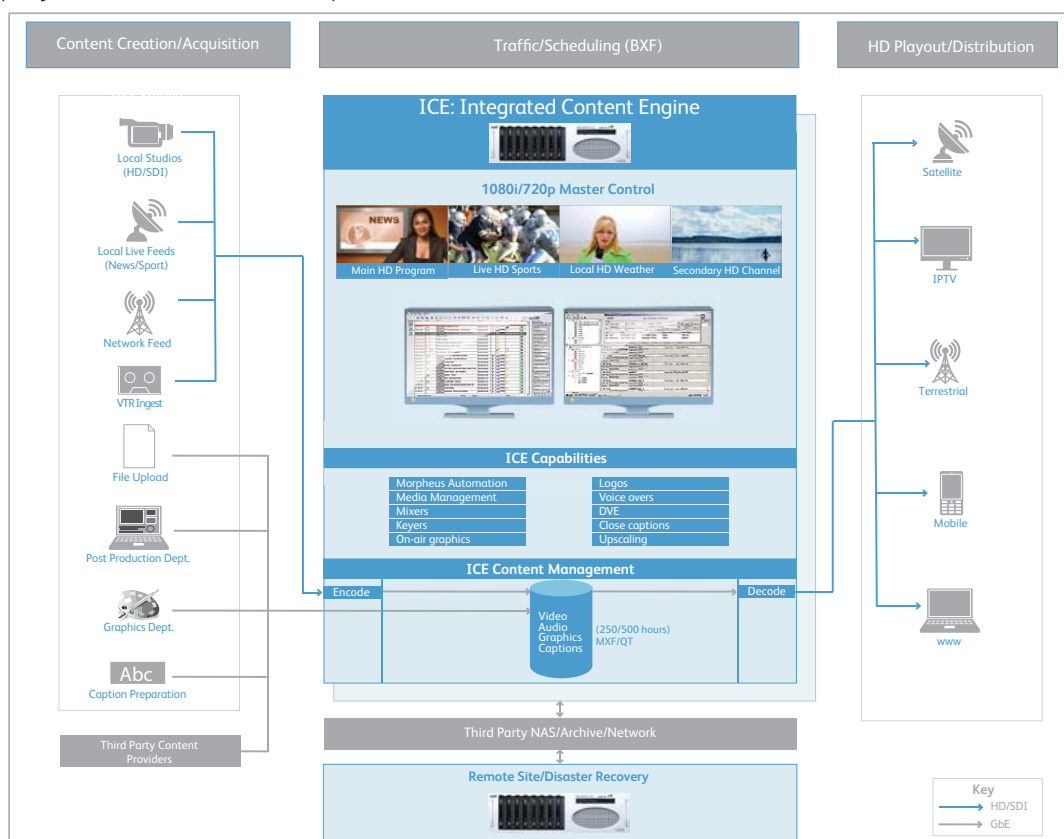 Content Creation/Acquisition
Traffic/Scheduling (BXF)
HD Playout/Distribution
Local Studios
(HD/SDI)
Local Live Feeds
(News/Sport)
Network Feed
VTR Ingest
File Upload
Post Production Dept.
Graphics Dept.
Abc
Caption Preparation
Third Party Content
Providers
ICE: Integrated Content Engine
1080i/720p Master Control
NEWS
Main HD Program
Live HD Sports
Local HD Weather
Secondary HD Channel
ICE Capabilities
Morpheus Automation
Media Management
Mixers
Keyers
On-air graphics
Logos
Voice overs
DVE
Close captions
Upscaling
ICE Content Management
Encode
Decode
Video
Audio
Graphics
Captions
(250/500 hours)
MXF/QT
Third Party NAS/Archive/Network
Remote Site/Disaster Recovery
Satellite
IPTV
Terrestrial
Mobile
www
Key
HD/SDI
GbE